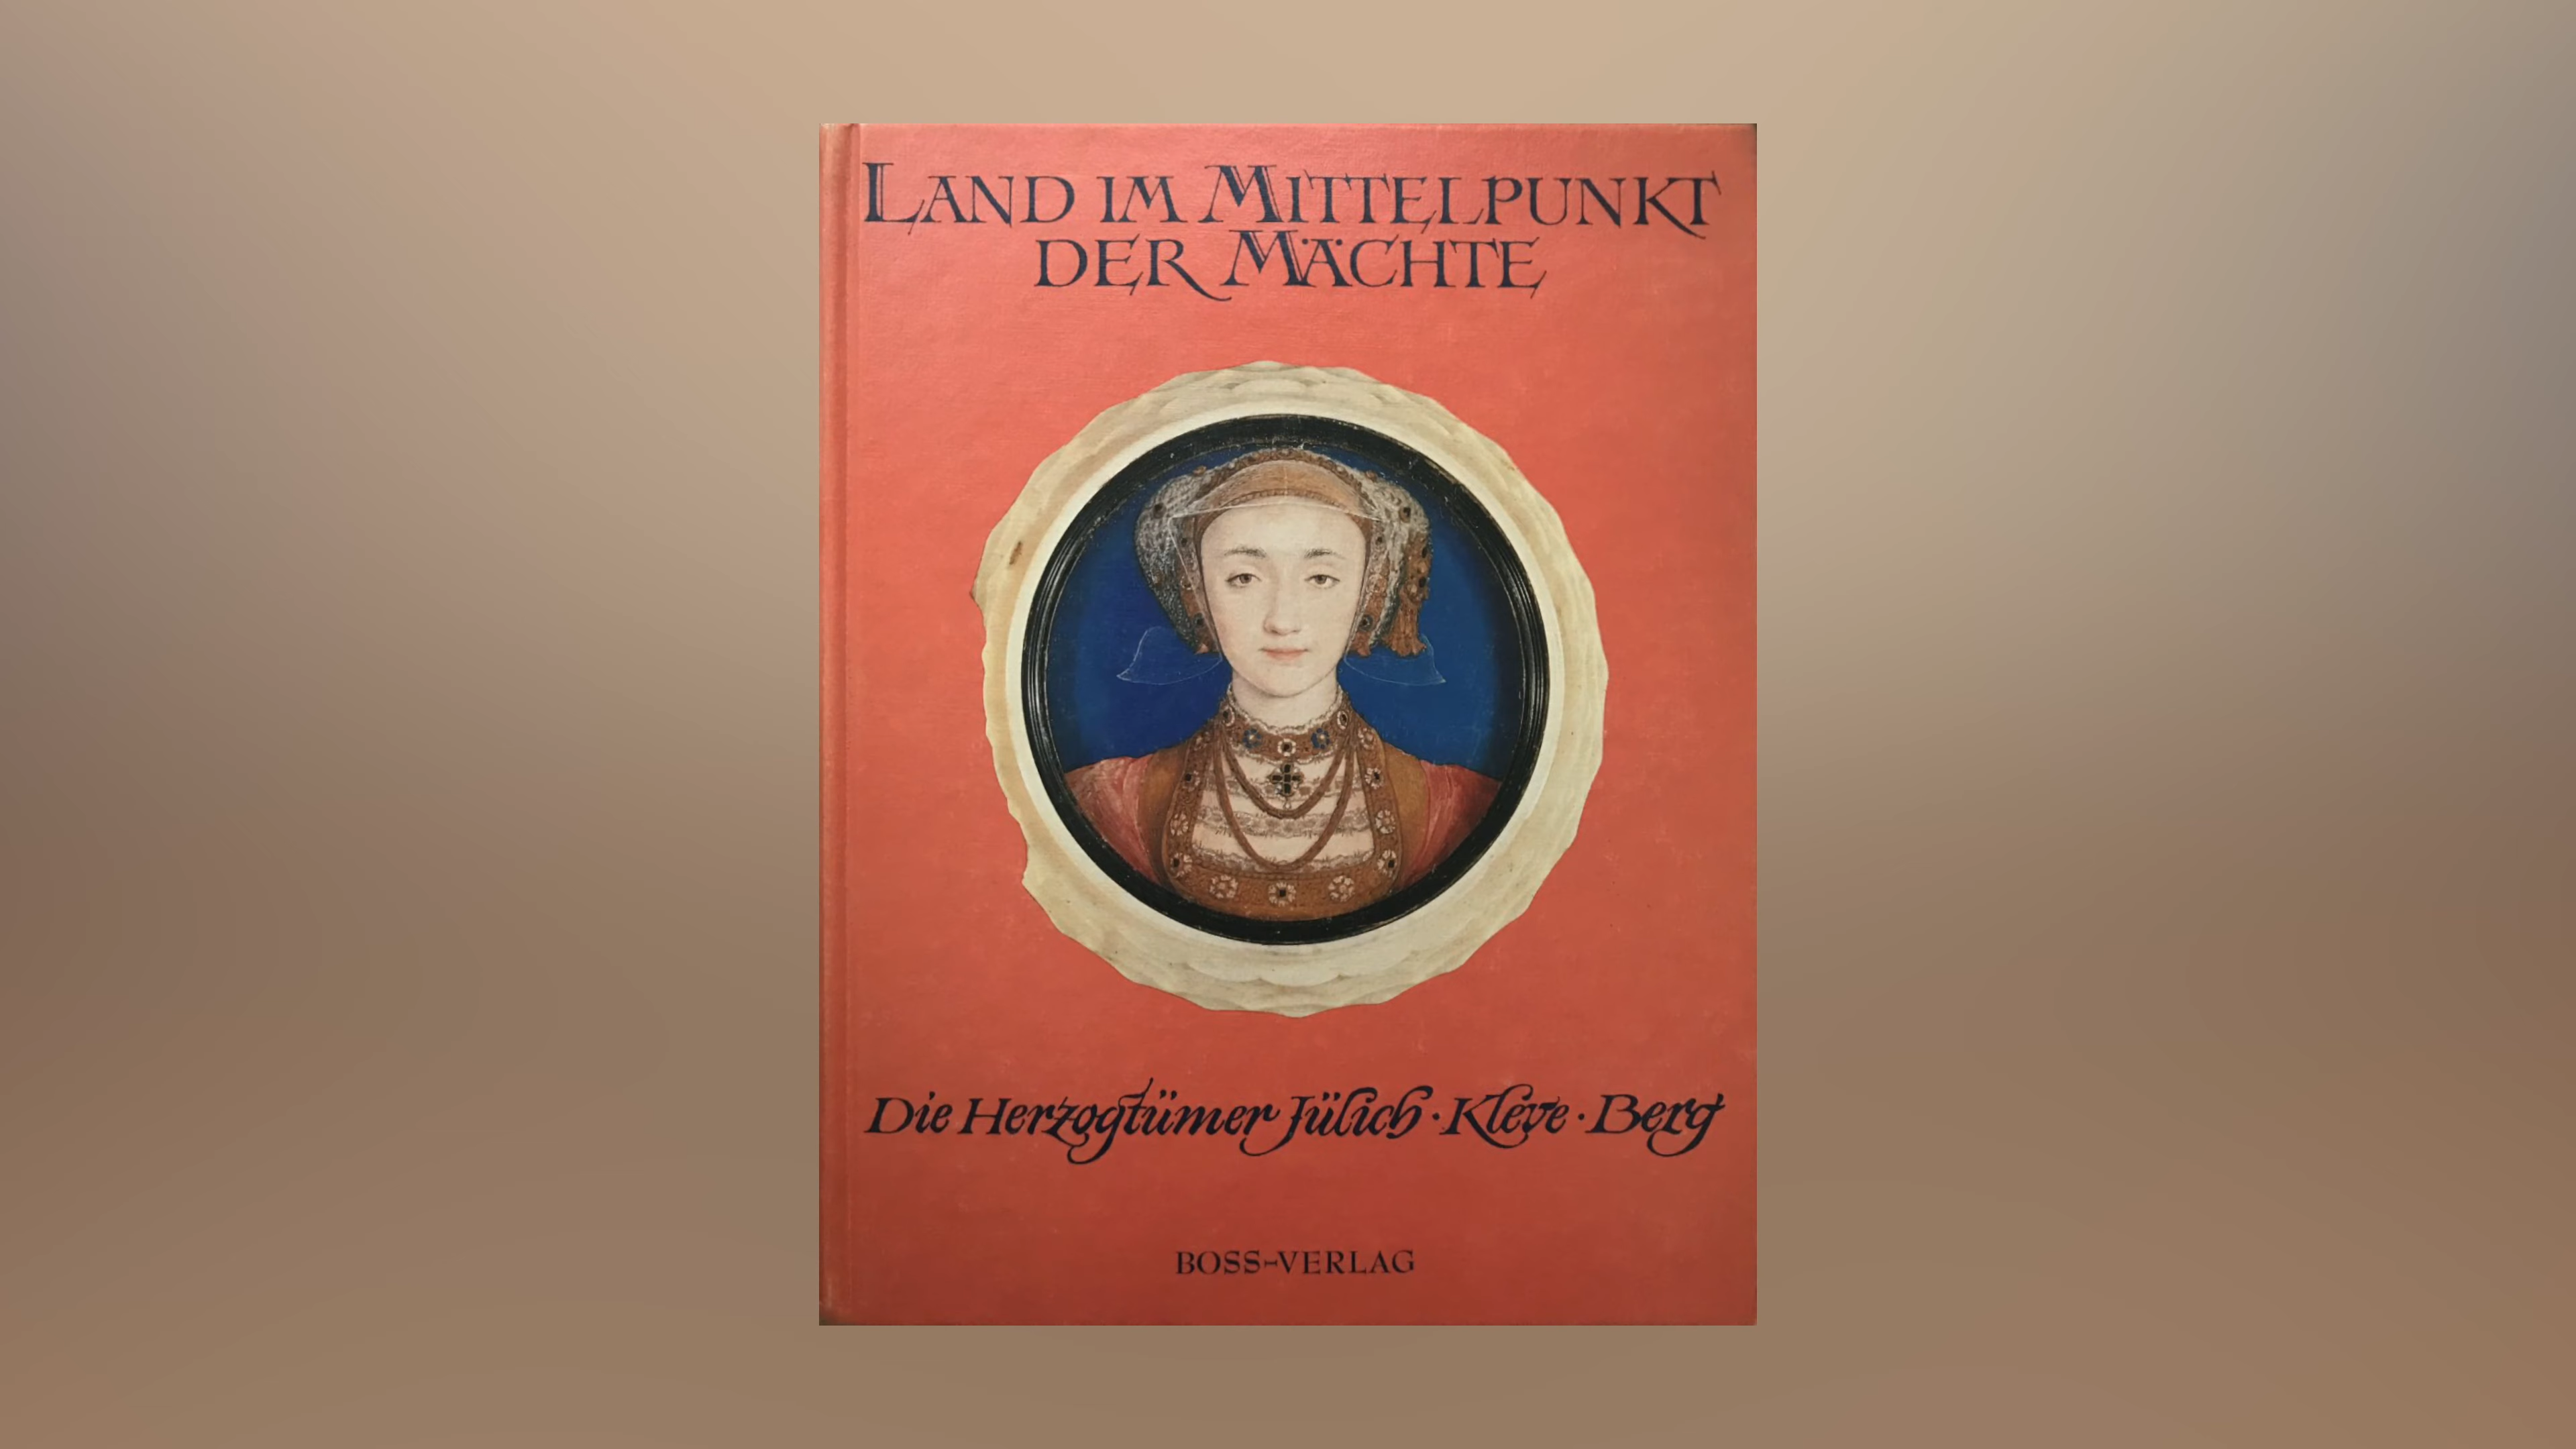 LAND IM MITTELPUNKT
DER MÄCHTE
Die Herzogtümer Jülich · Kleve · Berg
BOSS-VERLAG